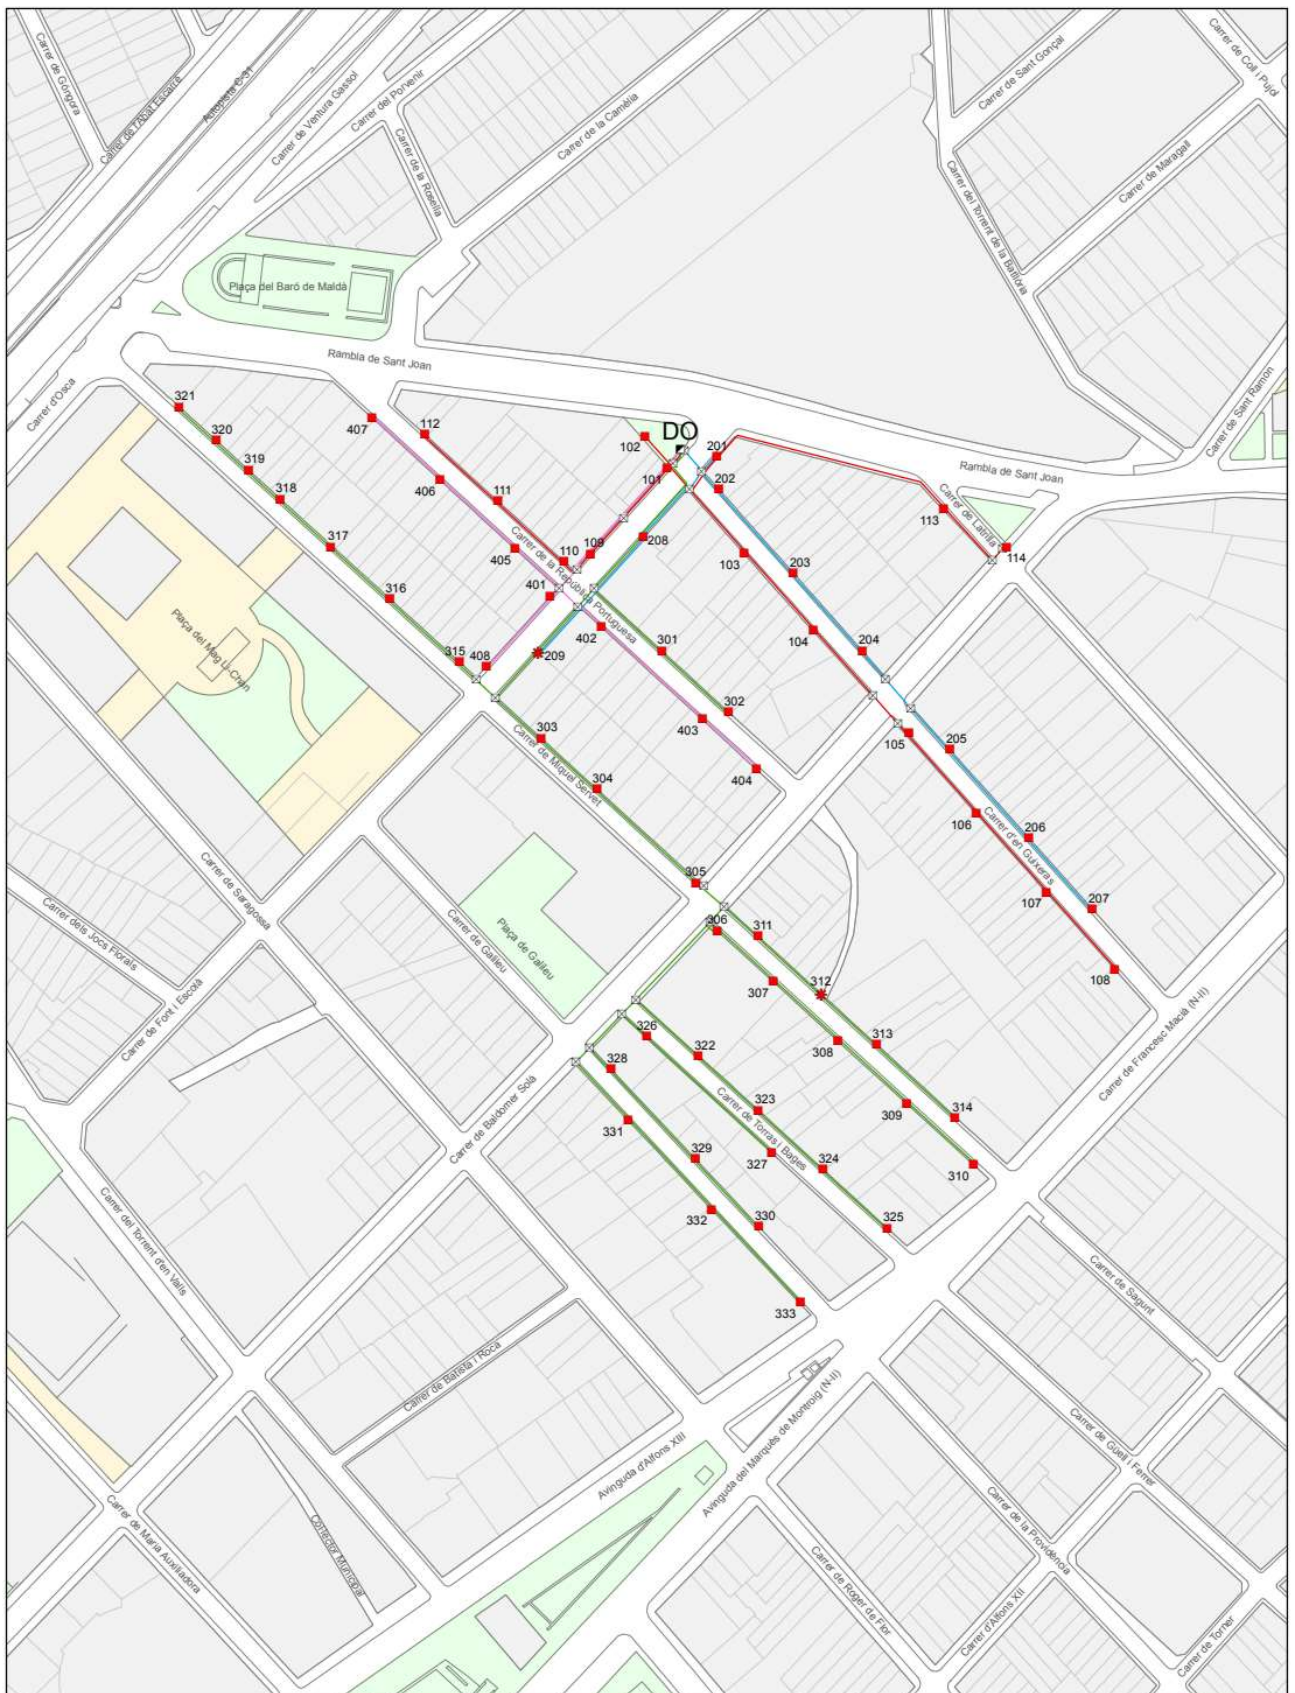 Carrer de Góngora
Carrer de l'Abat Escarré
Autopista C-31
Carrer de Ventura Gassol
Carrer del Porvenir
Carrer de la Rosella
Carrer de la Camèlia
Carrer de Sant Gonçal
Carrer de Coll i Pujol
Carrer de Maragall
Carrer del Torrent de la Batllòria
Plaça del Baró de Maldà
Rambla de Sant Joan
Carrer d'Osca
Carrer de Sant Ramon
321
407
112
102
DO
201
320
101
202
Rambla de Sant Joan
319
406
318
111
113
Carrer de Latrilla
317
405
110
109
208
103
114
Carrer de la República Portuguesa
203
316
401
402
104
Plaça del Mag Li-Chan
315
408
209
301
204
302
403
303
105
205
Carrer de Miquel Servet
304
404
106
Carrer d'en Guixeras
206
Carrer de Saragossa
305
107
207
Carrer dels Jocs Florals
Carrer de Galileu
Plaça de Galileu
306
311
307
312
108
Carrer de Font i Escolà
308
313
Carrer de Francesc Macià (N-II)
326
322
328
Carrer de Baldomer Solà
331
323
309
314
Carrer de Torras i Bages
329
327
324
310
Carrer del Torrent d'en Valls
332
330
325
333
Carrer de Sagunt
Carrer de Batista i Roca
Avinguda d'Alfons XIII
Avinguda del Marquès de Montroig (N-II)
Carrer de Güell i Ferrer
Carrer de Maria Auxiliadora
Col·lector Municipal
Carrer de la Providència
Carrer de Roger de Flor
Carrer d'Alfons XII
Carrer de Torner